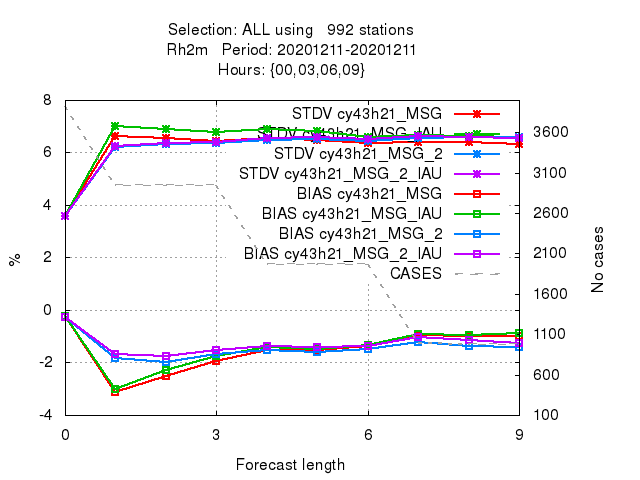 Selection: ALL using 992 stations
Rh2m Period: 20201211-20201211
Hours: {00,03,06,09}
STDV cy43h21_MSG
STDV cy43h21_MSG_IAU
STDV cy43h21_MSG_2
STDV cy43h21_MSG_2_IAU
BIAS cy43h21_MSG
BIAS cy43h21_MSG_IAU
BIAS cy43h21_MSG_2
BIAS cy43h21_MSG_2_IAU
CASES
8
6
4
2
0
-2
-4
%
3600
3100
2600
2100
1600
1100
600
100
No cases
0 3 6 9
Forecast length